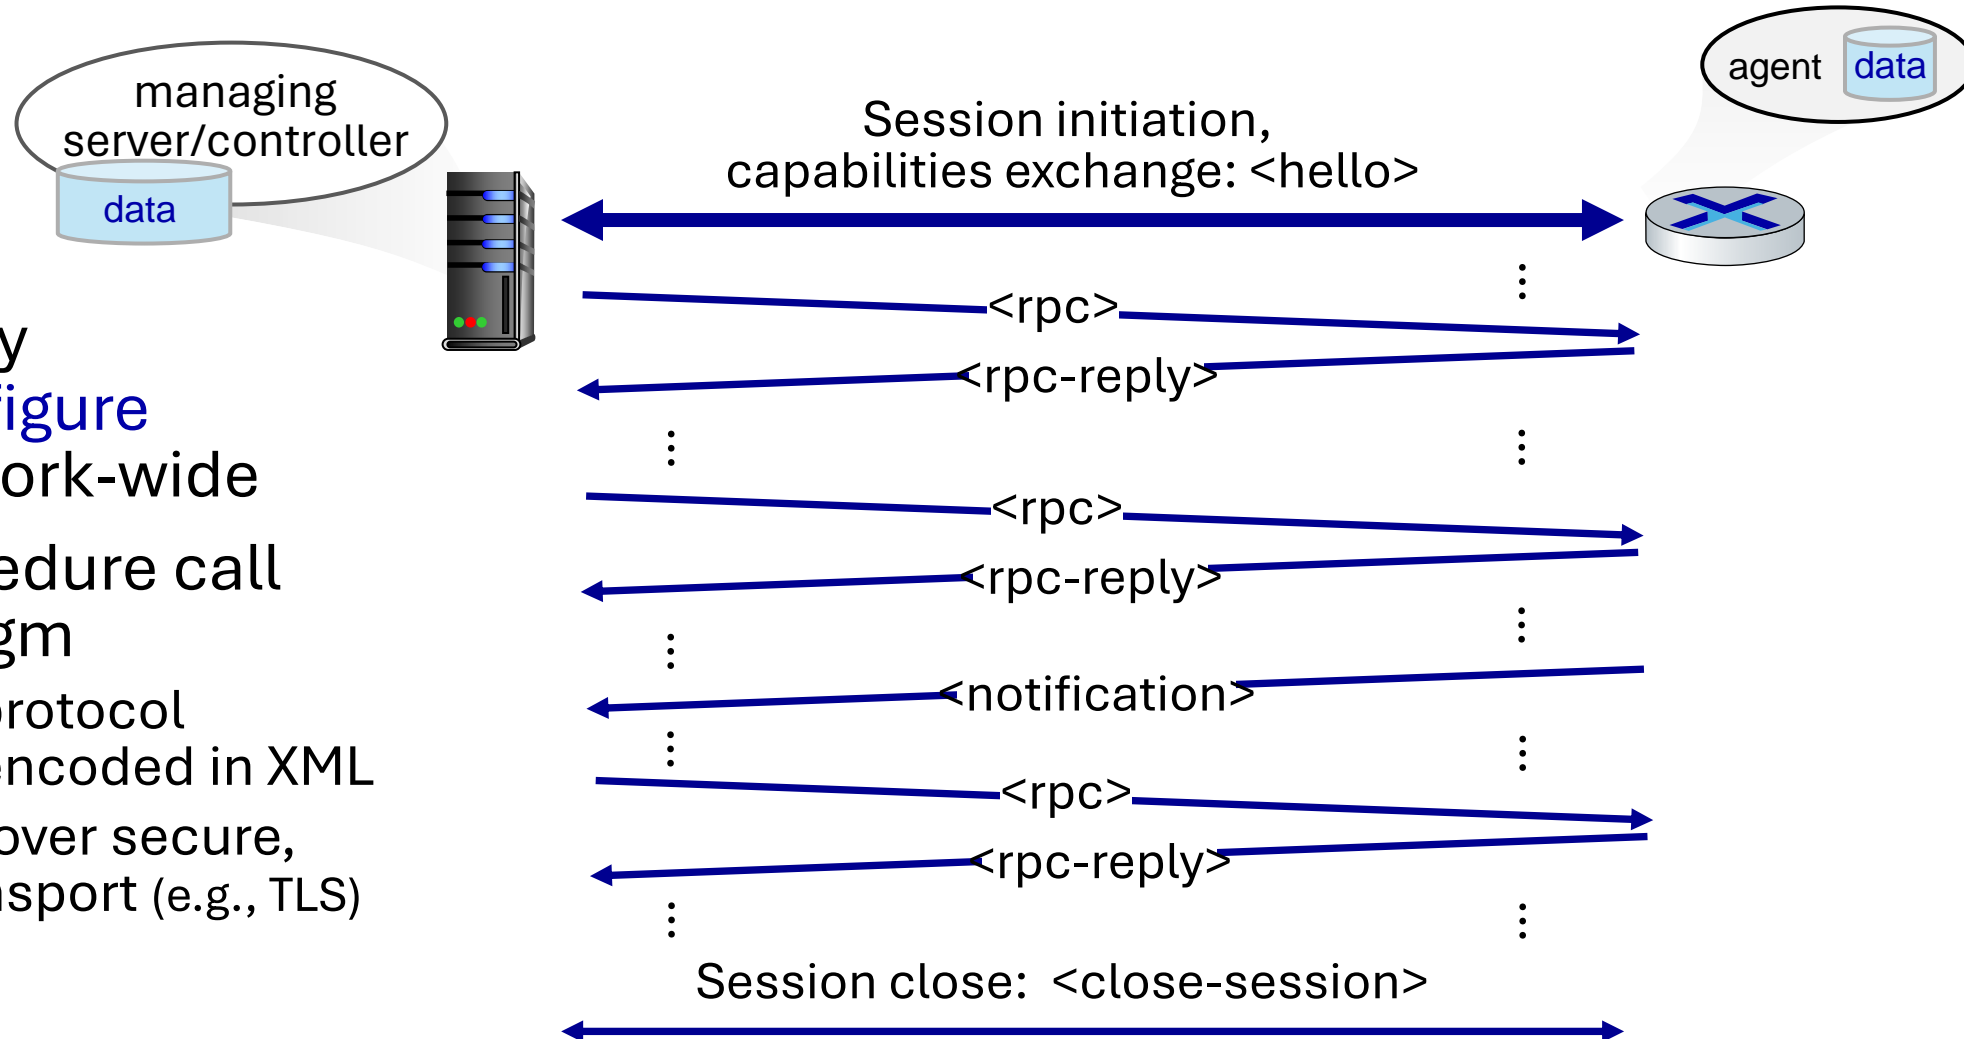 managing
server/controller
data
agent
data
Session initiation,
capabilities exchange: <hello>
<rpc>
<rpc-reply>
<rpc>
<rpc-reply>
<notification>
<rpc>
<rpc-reply>
Session close: <close-session>
y
figure
ork-wide
edure call
gm
protocol
encoded in XML
over secure,
nsport (e.g., TLS)